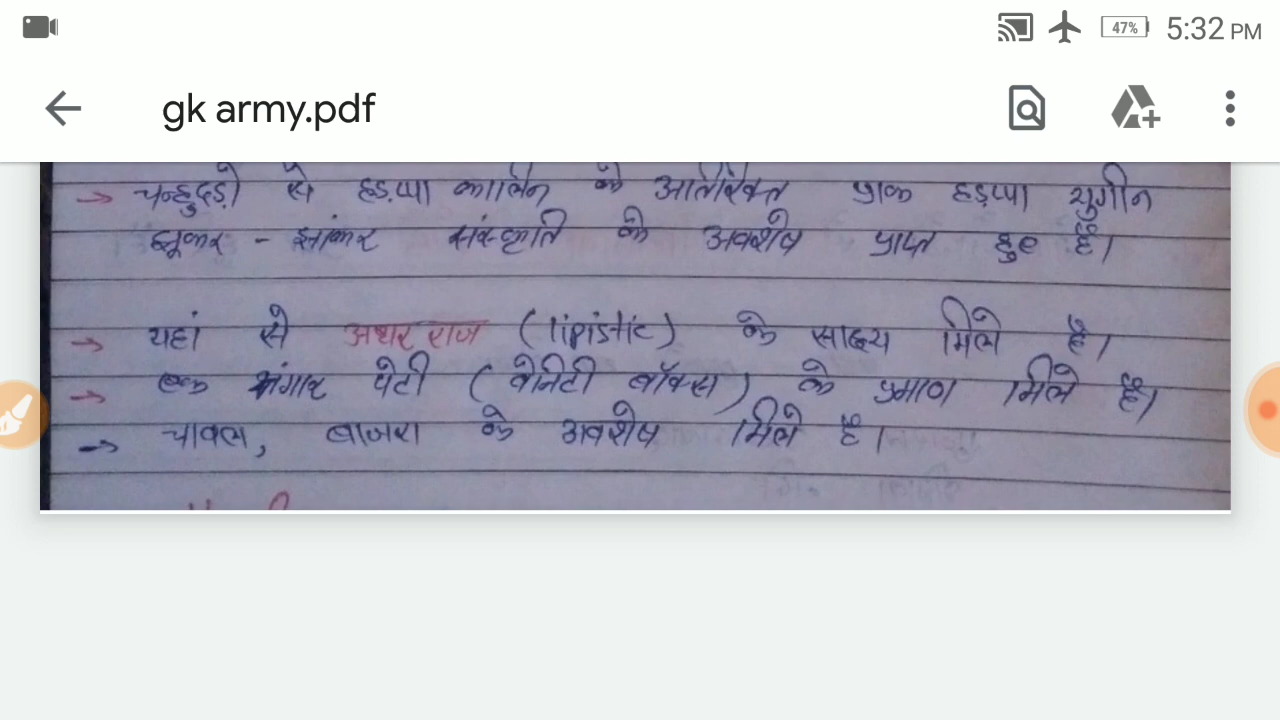 47%
5:32 PM
gk army.pdf
→ चन्हुदड़ो से हड़प्पा कालिन के अतिरिक्त प्राक हड़प्पा युगीन
झूकर - झांकर संस्कृति के अवशेष प्राप्त हुए हैं।
→ यहां से अधर राज (lipistic) के साक्ष्य मिले है।
→ एक श्रंगार पेटी (वेनिटी बॉक्स) के प्रमाण मिले है।
→ चावल, बाजरा के अवशेष मिले है।